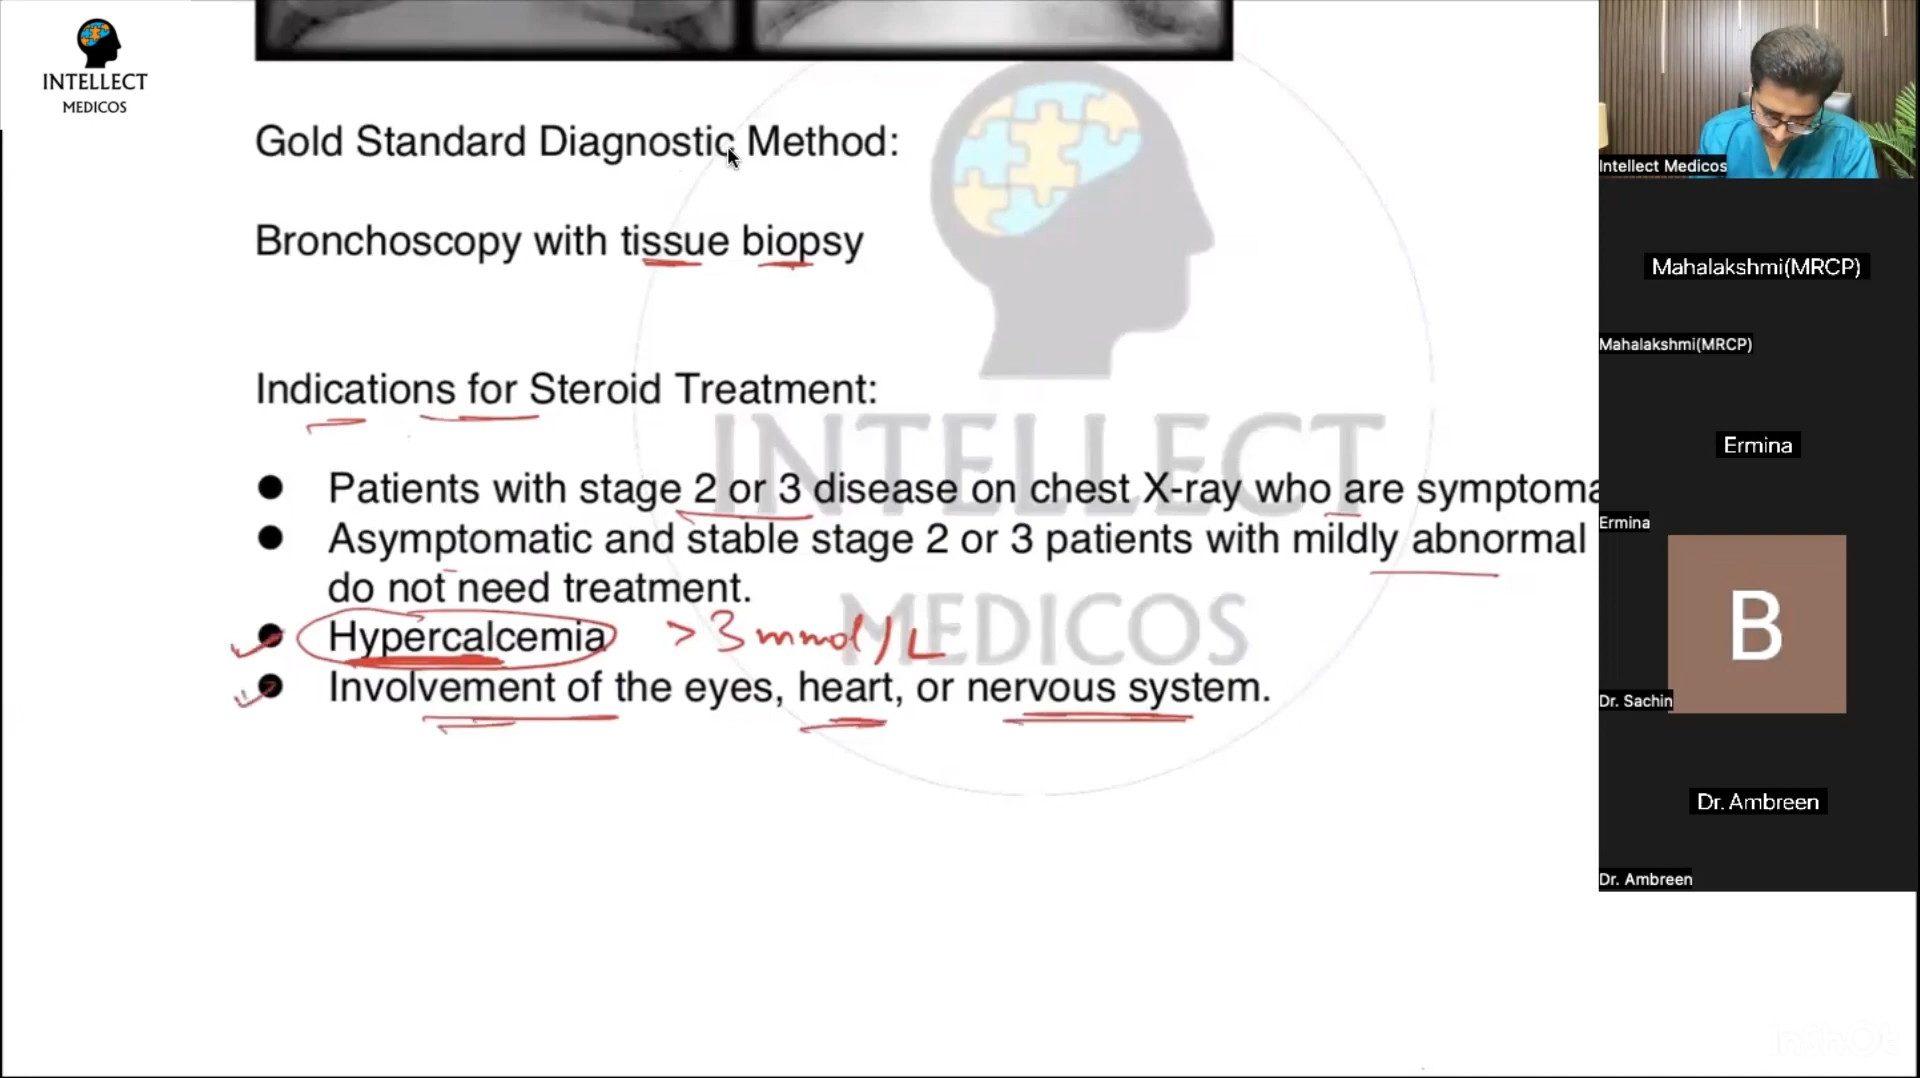 INTELLECT
MEDICOS
Gold Standard Diagnostic Method:
Bronchoscopy with tissue biopsy
Indications for Steroid Treatment:
● Patients with stage 2 or 3 disease on chest X-ray who are symptoma
● Asymptomatic and stable stage 2 or 3 patients with mildly abnormal
do not need treatment.
● Hypercalcemia > 3 mmol/L
● Involvement of the eyes, heart, or nervous system.
INTELLECT
MEDICOS
Intellect Medicos
Mahalakshmi(MRCP)
Mahalakshmi(MRCP)
Ermina
Ermina
B
Dr. Sachin
Dr. Ambreen
Dr. Ambreen
InShOt